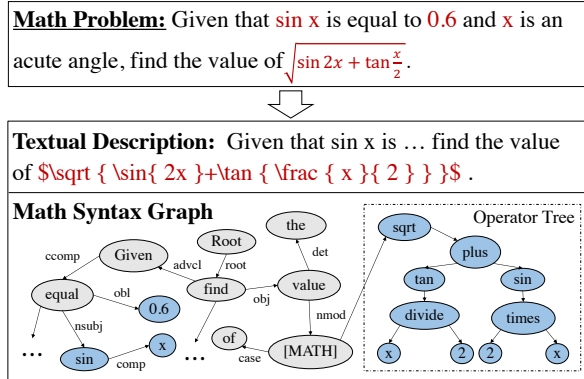 Math Problem: Given that sin x is equal to 0.6 and x is an
acute angle, find the value of √(sin 2x + tan x/2).
Textual Description: Given that sin x is … find the value
of $\sqrt { \sin{ 2x }+\tan { \frac { x }{ 2 } } }$ .
Math Syntax Graph
Operator Tree
the
sqrt
Root
Given
ccomp
advcl
root
det
plus
equal
find
value
tan
sin
obl
0.6
obj
nsubj
nmod
divide
times
...
sin
comp
x
...
of
case
[MATH]
x
2
2
x